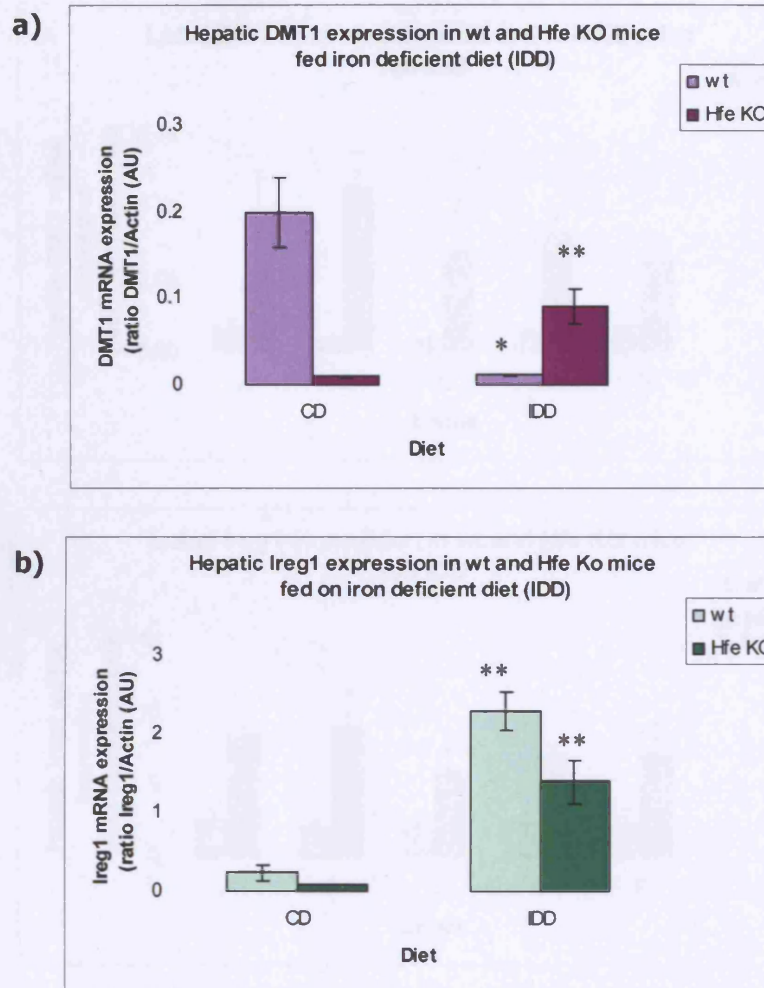 a)
Hepatic DMT1 expression in wt and Hfe KO mice
fed iron deficient diet (IDD)
wt
Hfe KO
DMT1 mRNA expression
(ratio DMT1/Actin (AU)
0.3
0.2
0.1
0
**
*
CD
IDD
Diet
b)
Hepatic Ireg1 expression in wt and Hfe Ko mice
fed on iron deficient diet (IDD)
wt
Hfe KO
Ireg1 mRNA expression
(ratio Ireg1/Actin (AU)
3
2
1
0
**
**
CD
IDD
Diet